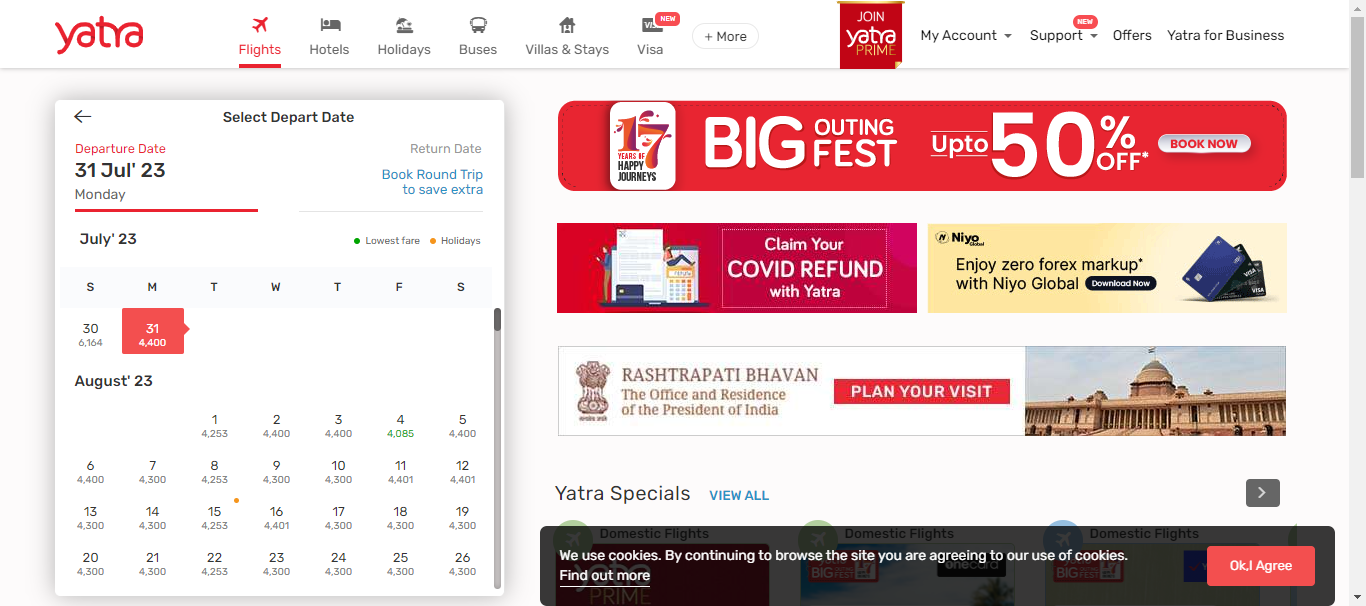 yatra
Flights
Hotels
Holidays
Buses
Villas & Stays
NEW
VISA
Visa
+ More
JOIN
yatra
PRIME
My Account
NEW
Support
Offers
Yatra for Business
Select Depart Date
Departure Date
Return Date
31 Jul' 23
Monday
Book Round Trip
to save extra
July' 23
Lowest fare
Holidays
S M T W T F S
30 31
6,164 4,400
August' 23
1 2 3 4 5
4,253 4,400 4,400 4,085 4,400
6 7 8 9 10 11 12
4,400 4,300 4,253 4,300 4,300 4,401 4,401
13 14 15 16 17 18 19
4,300 4,300 4,253 4,401 4,300 4,300 4,300
20 21 22 23 24 25 26
4,300 4,300 4,253 4,300 4,300 4,300 4,300
17
YEARS OF
HAPPY
JOURNEYS
BIG OUTING
FEST
Upto 50% OFF*
BOOK NOW
Claim Your
COVID REFUND
with Yatra
Niyo
Global
Enjoy zero forex markup*
with Niyo Global Download Now
VISA
VISA
RASHTRAPATI BHAVAN
The Office and Residence
of the President of India
PLAN YOUR VISIT
Yatra Specials VIEW ALL
Domestic Flights
Domestic Flights
Domestic Flights
We use cookies. By continuing to browse the site you are agreeing to our use of cookies.
Find out more
Ok,I Agree
yatra
PRIME
BIG FEST
onecard
BIG FEST